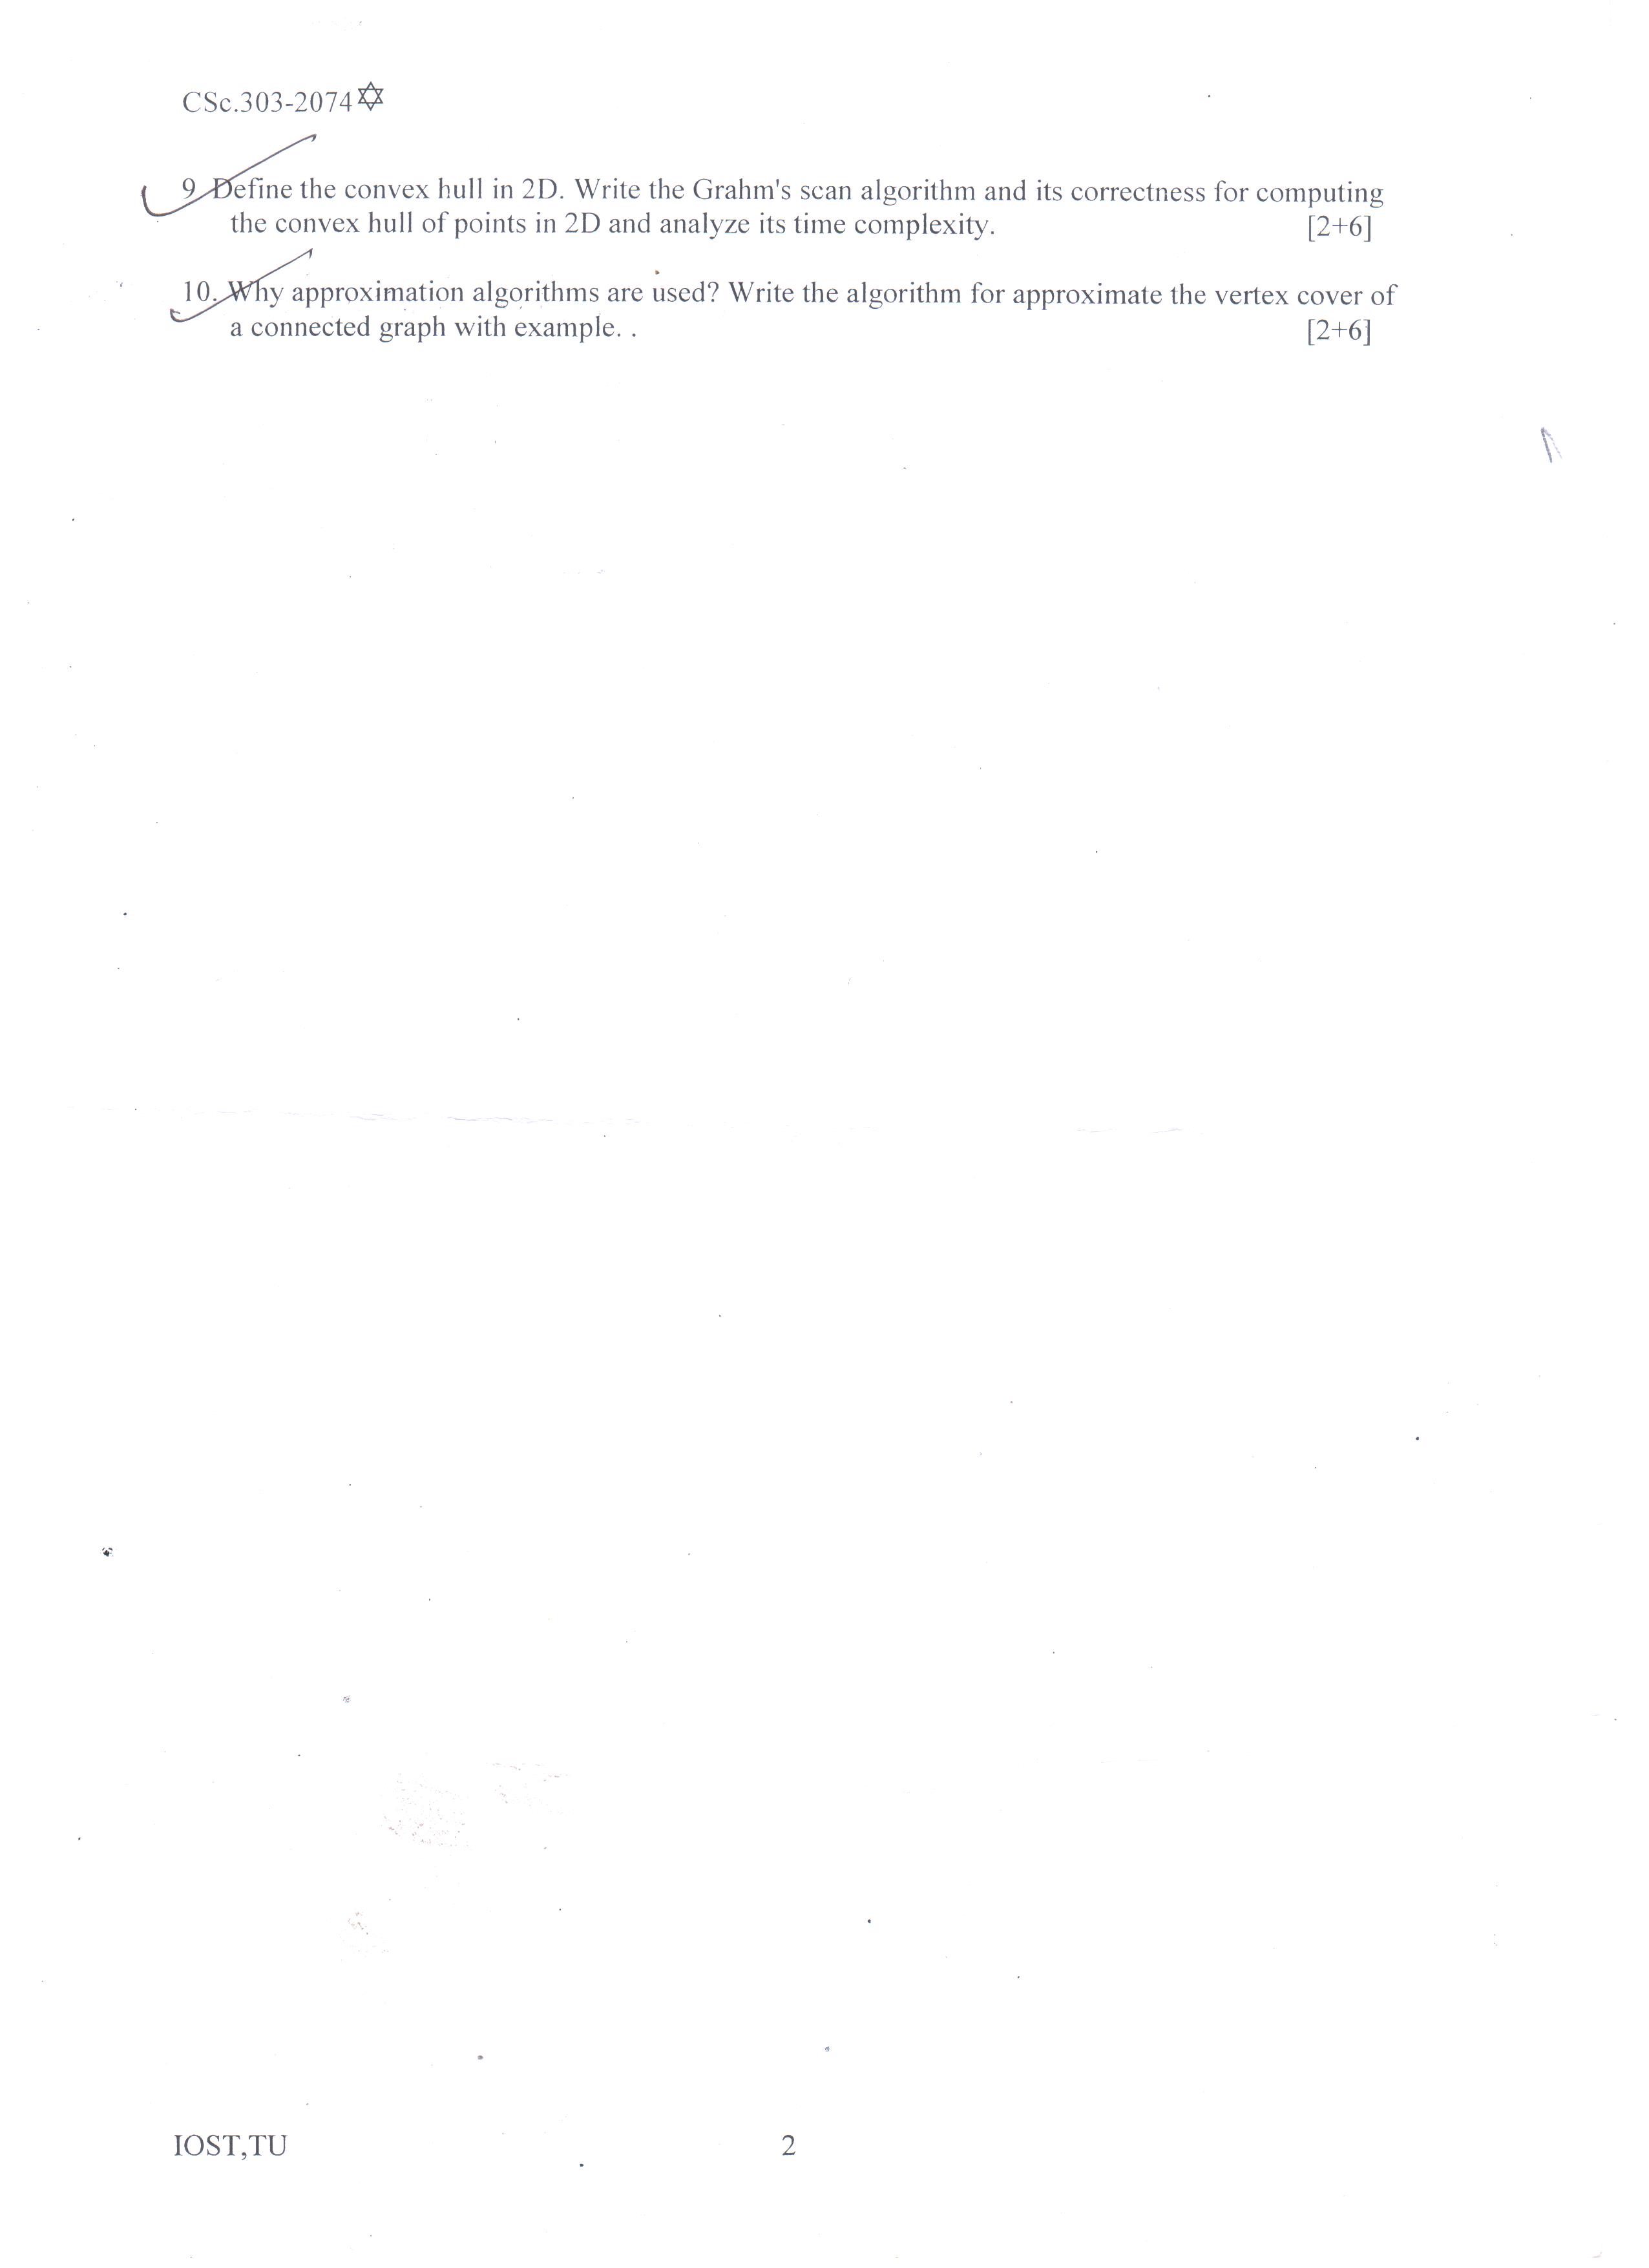 CSc.303-2074✡
9. Define the convex hull in 2D. Write the Grahm's scan algorithm and its correctness for computing
the convex hull of points in 2D and analyze its time complexity. [2+6]
10. Why approximation algorithms are used? Write the algorithm for approximate the vertex cover of
a connected graph with example. . [2+6]
IOST,TU 2